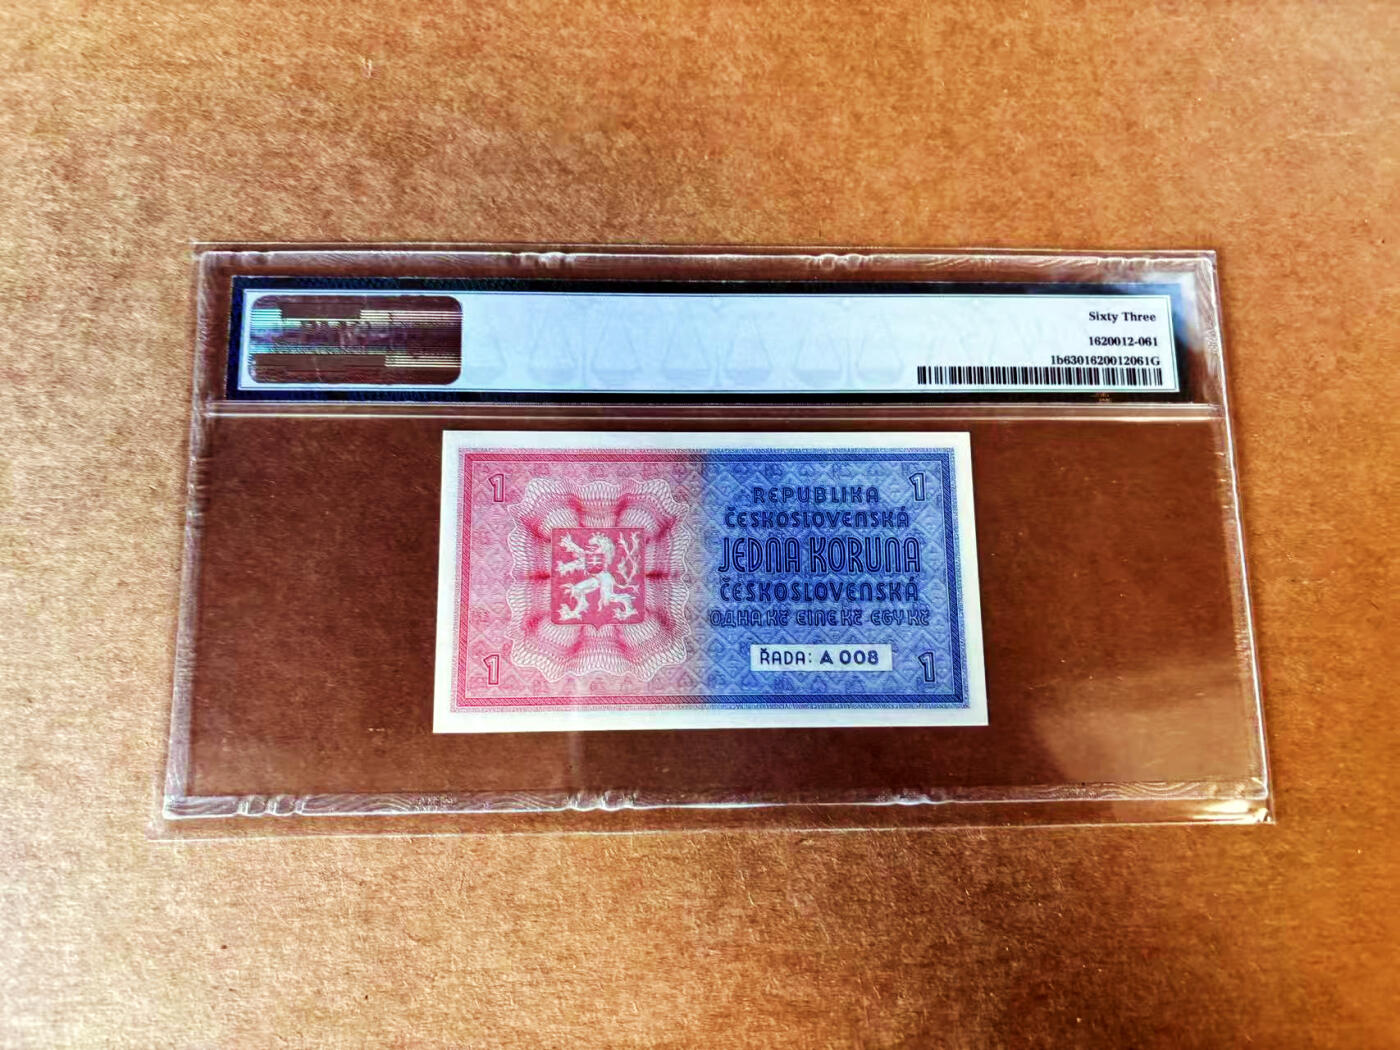 Sixty Three
1620012-061
1b6301620012061G
1
1
REPUBLIKA
ČESKOSLOVENSKÁ
JEDNA KORUNA
ČESKOSLOVENSKÁ
ОДНА Kč EINE Kč EGY Kč
ŘADA: A 008
1
1